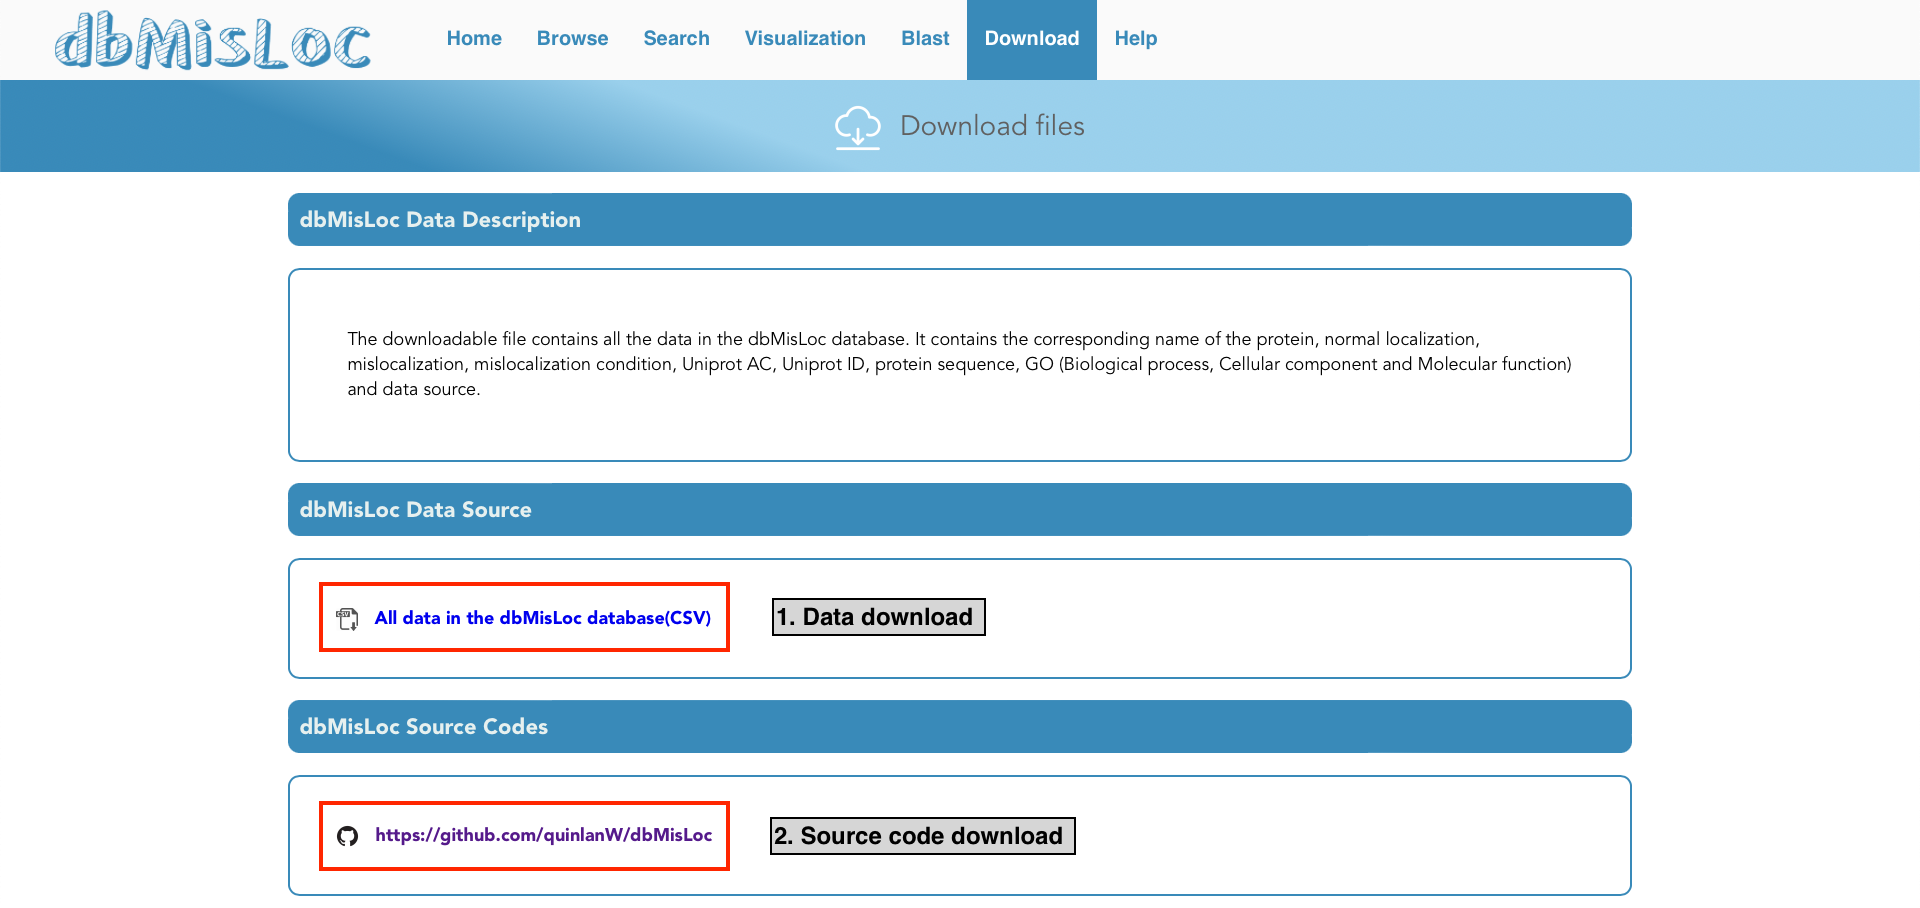 dbMisLoc
Home Browse Search Visualization Blast Download Help
Download files
dbMisLoc Data Description
The downloadable file contains all the data in the dbMisLoc database. It contains the corresponding name of the protein, normal localization,
mislocalization, mislocalization condition, Uniprot AC, Uniprot ID, protein sequence, GO (Biological process, Cellular component and Molecular function)
and data source.
dbMisLoc Data Source
CSV All data in the dbMisLoc database(CSV) 1. Data download
dbMisLoc Source Codes
https://github.com/quinlanW/dbMisLoc 2. Source code download